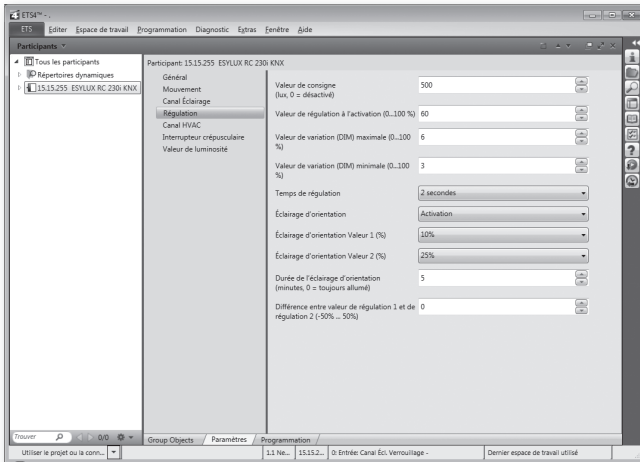 ETS4™ - .
ETS Éditer . Espace de travail Programmation Diagnostic Extras Fenêtre Aide
Participants
Tous les participants
Répertoires dynamiques
15.15.255 ESYLUX RC 230i KNX
Participant: 15.15.255 ESYLUX RC 230i KNX
Général
Mouvement
Canal Éclairage
Régulation
Canal HVAC
Interrupteur crépusculaire
Valeur de luminosité
Valeur de consigne
(lux, 0 = désactivé)
500
Valeur de régulation à l'activation (0...100 %) 60
Valeur de variation (DIM) maximale (0...100
%)
6
Valeur de variation (DIM) minimale (0...100
%)
3
Temps de régulation 2 secondes
Éclairage d'orientation Activation
Éclairage d'orientation Valeur 1 (%) 10%
Éclairage d'orientation Valeur 2 (%) 25%
Durée de l'éclairage d'orientation
(minutes, 0 = toujours allumé)
5
Différence entre valeur de régulation 1 et de
régulation 2 (-50% ... 50%)
0
Trouver 0/0
Group Objects Paramètres Programmation
Utiliser le projet ou la conn... 1.1 Ne... 15.15.2... 0: Entrée: Canal Écl. Verrouillage - Dernier espace de travail utilisé